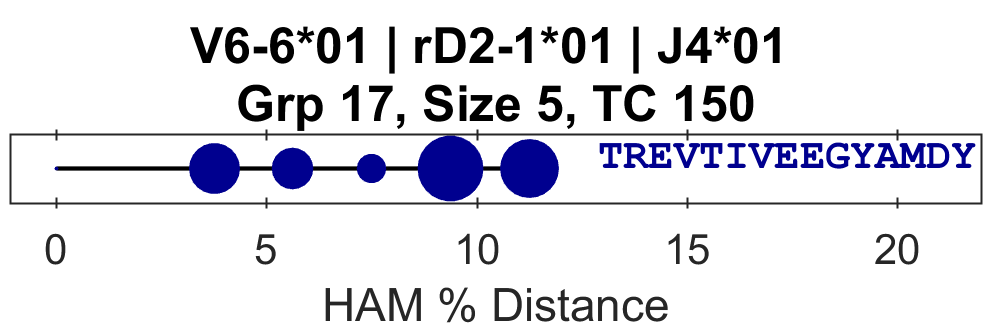 V6-6*01 | rD2-1*01 | J4*01
Grp 17, Size 5, TC 150
TREVTIVEEGYAMDY
0 5 10 15 20
HAM % Distance